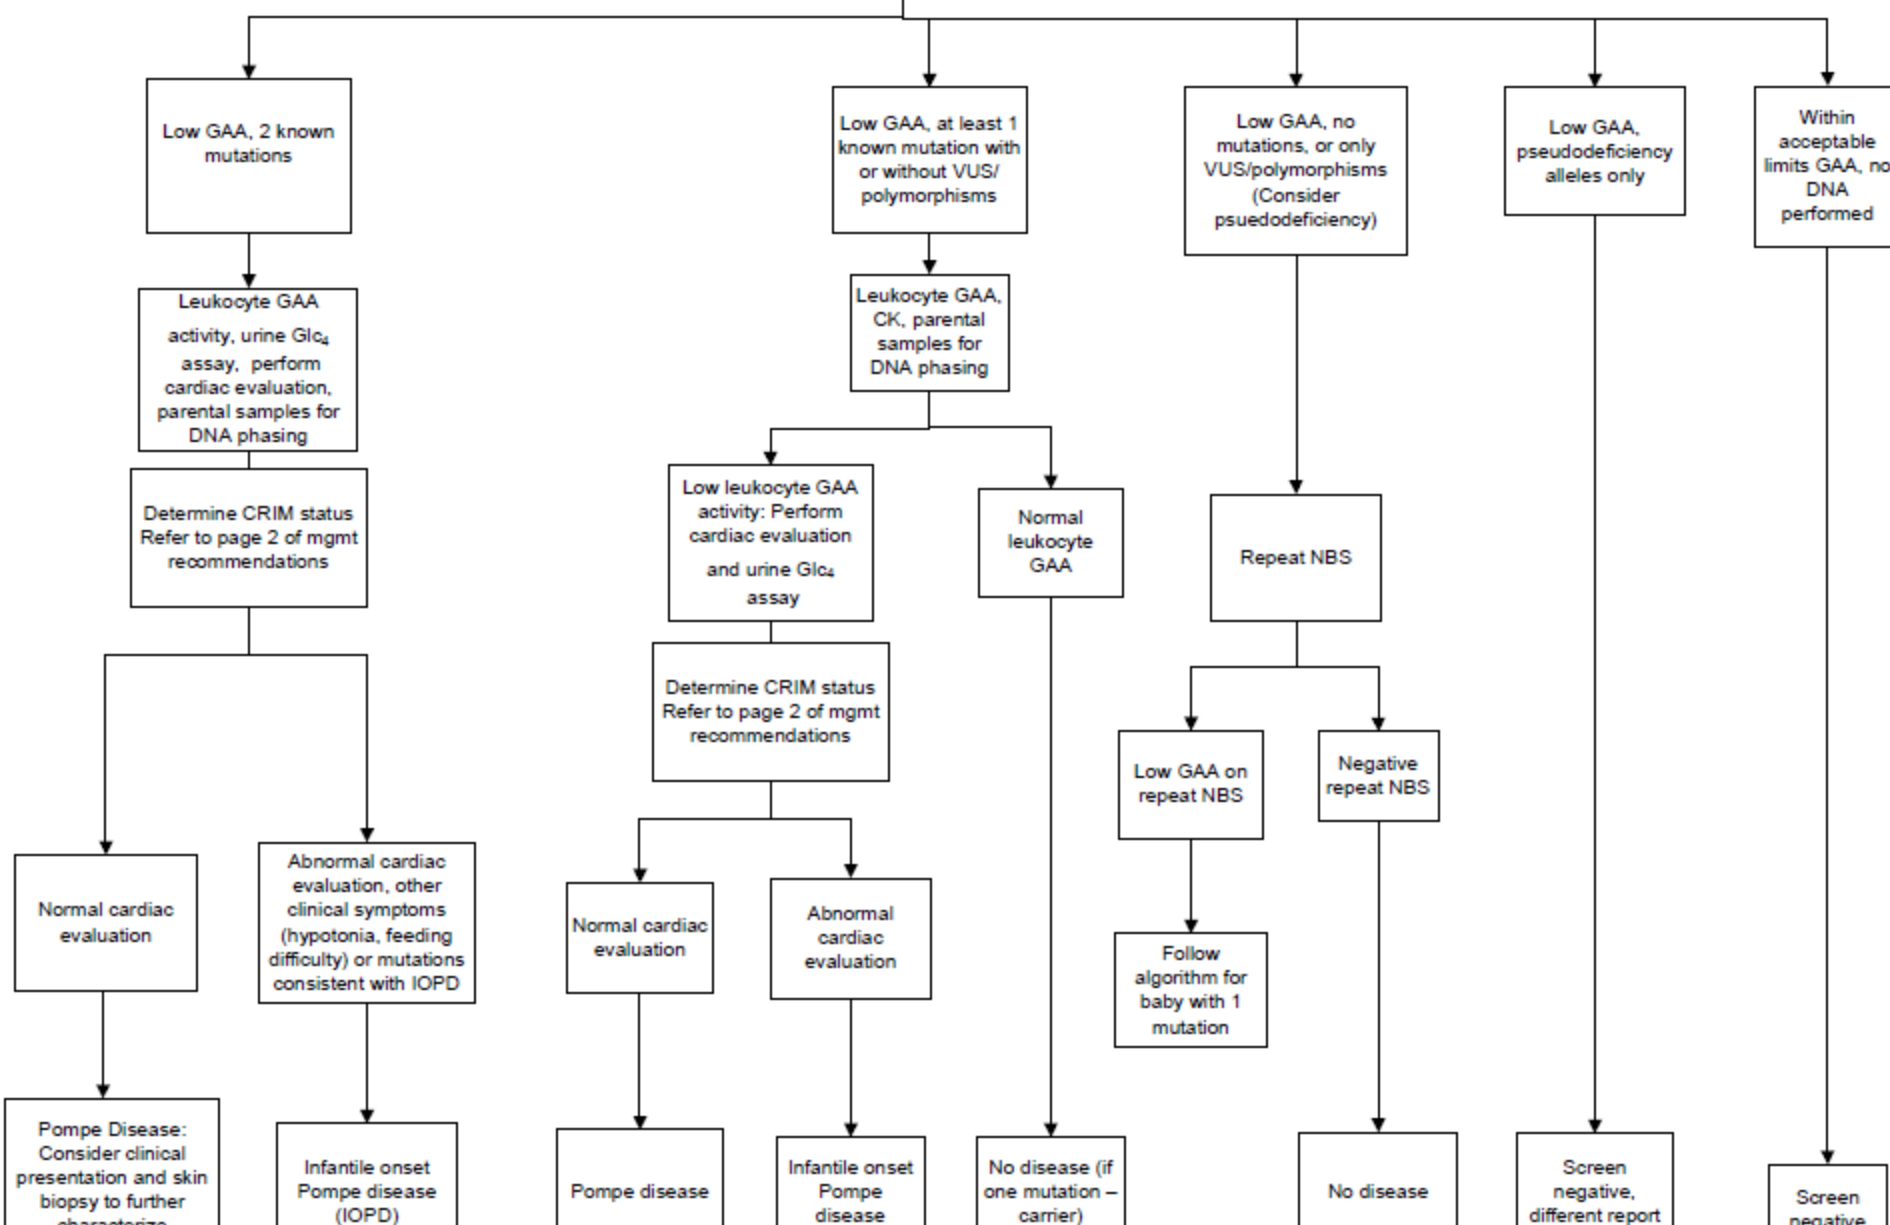 Low GAA, 2 known
mutations
Low GAA, at least 1
known mutation with
or without VUS/
polymorphisms
Low GAA, no
mutations, or only
VUS/polymorphisms
(Consider
psuedodeficiency)
Low GAA,
pseudodeficiency
alleles only
Within
acceptable
limits GAA, no
DNA
performed
Leukocyte GAA
activity, urine Glc₄
assay, perform
cardiac evaluation,
parental samples for
DNA phasing
Leukocyte GAA,
CK, parental
samples for
DNA phasing
Determine CRIM status
Refer to page 2 of mgmt
recommendations
Low leukocyte GAA
activity: Perform
cardiac evaluation
and urine Glc₄
assay
Normal
leukocyte
GAA
Repeat NBS
Determine CRIM status
Refer to page 2 of mgmt
recommendations
Low GAA on
repeat NBS
Negative
repeat NBS
Normal cardiac
evaluation
Abnormal cardiac
evaluation, other
clinical symptoms
(hypotonia, feeding
difficulty) or mutations
consistent with IOPD
Normal cardiac
evaluation
Abnormal
cardiac
evaluation
Follow
algorithm for
baby with 1
mutation
Pompe Disease:
Consider clinical
presentation and skin
biopsy to further
characterize
Infantile onset
Pompe disease
(IOPD)
Pompe disease
Infantile onset
Pompe
disease
No disease (if
one mutation –
carrier)
No disease
Screen
negative,
different report
Screen
negative